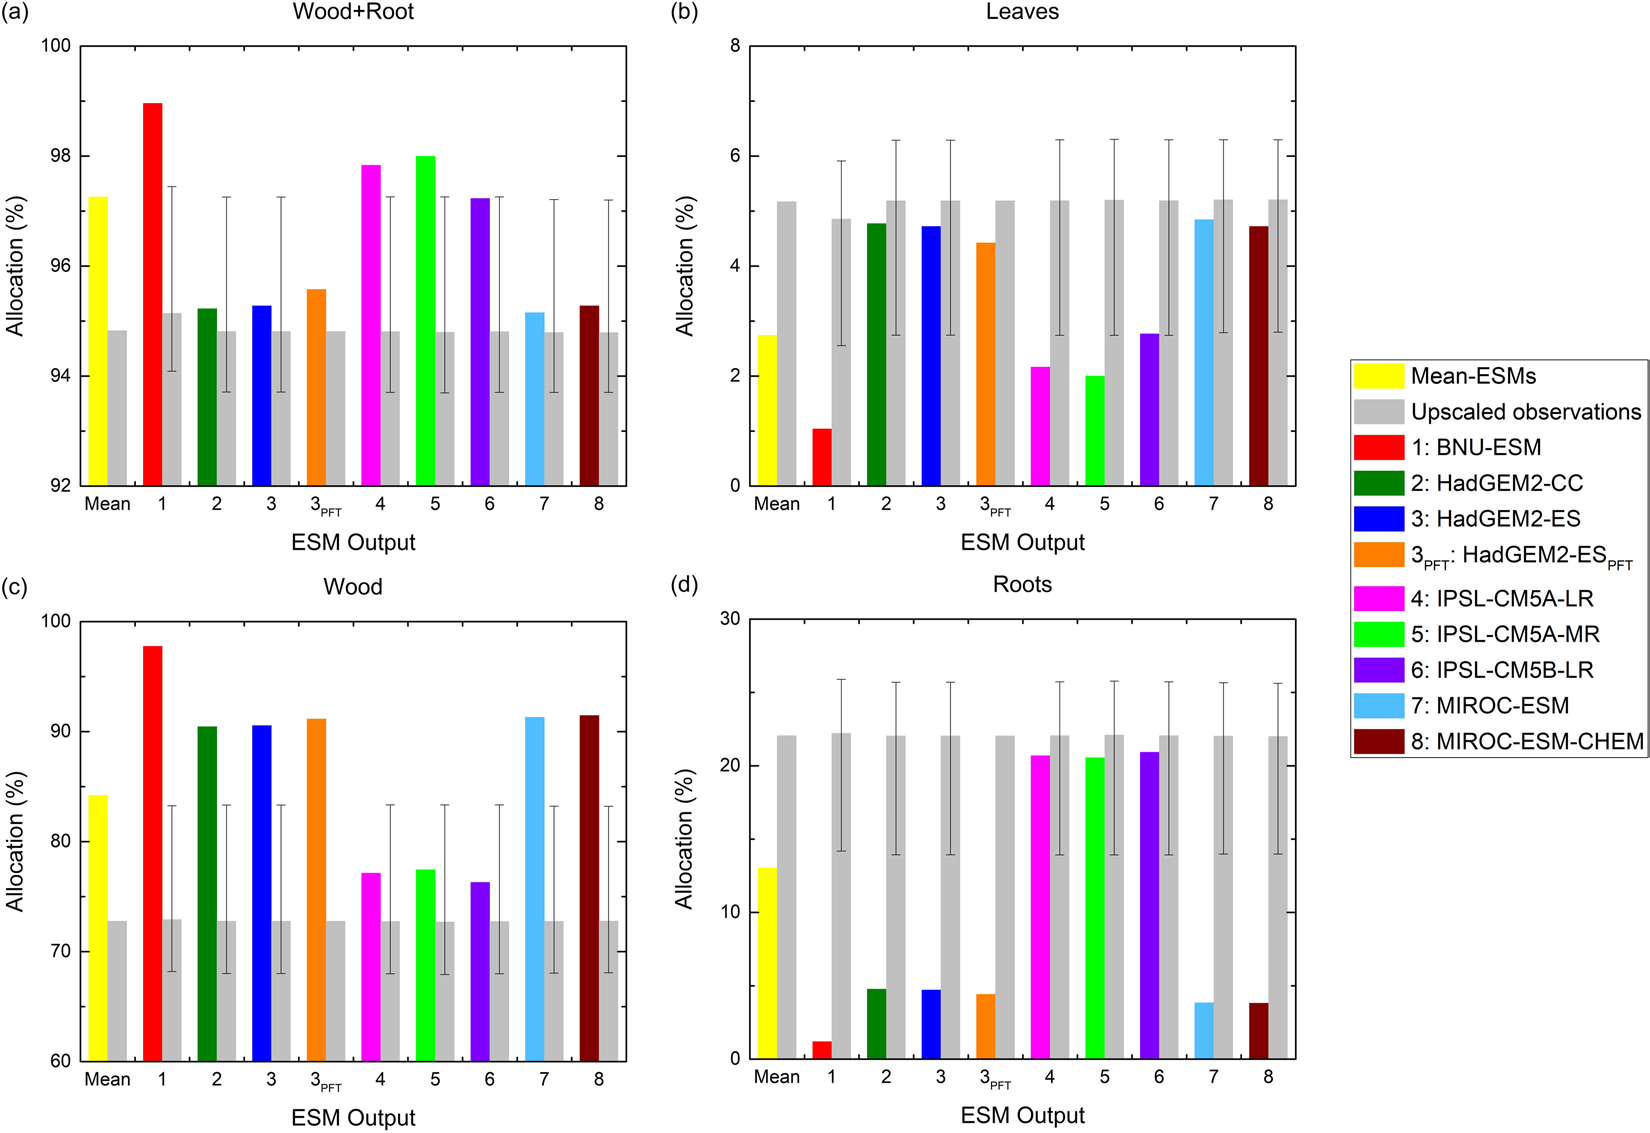 (a)
Wood+Root
100
98
96
94
92
Allocation (%)
Mean 1 2 3 3PFT 4 5 6 7 8
ESM Output
(b)
Leaves
8
6
4
2
0
Allocation (%)
Mean 1 2 3 3PFT 4 5 6 7 8
ESM Output
(c)
Wood
100
90
80
70
60
Allocation (%)
Mean 1 2 3 3PFT 4 5 6 7 8
ESM Output
(d)
Roots
30
20
10
0
Allocation (%)
Mean 1 2 3 3PFT 4 5 6 7 8
ESM Output
Mean-ESMs
Upscaled observations
1: BNU-ESM
2: HadGEM2-CC
3: HadGEM2-ES
3PFT: HadGEM2-ESPFT
4: IPSL-CM5A-LR
5: IPSL-CM5A-MR
6: IPSL-CM5B-LR
7: MIROC-ESM
8: MIROC-ESM-CHEM